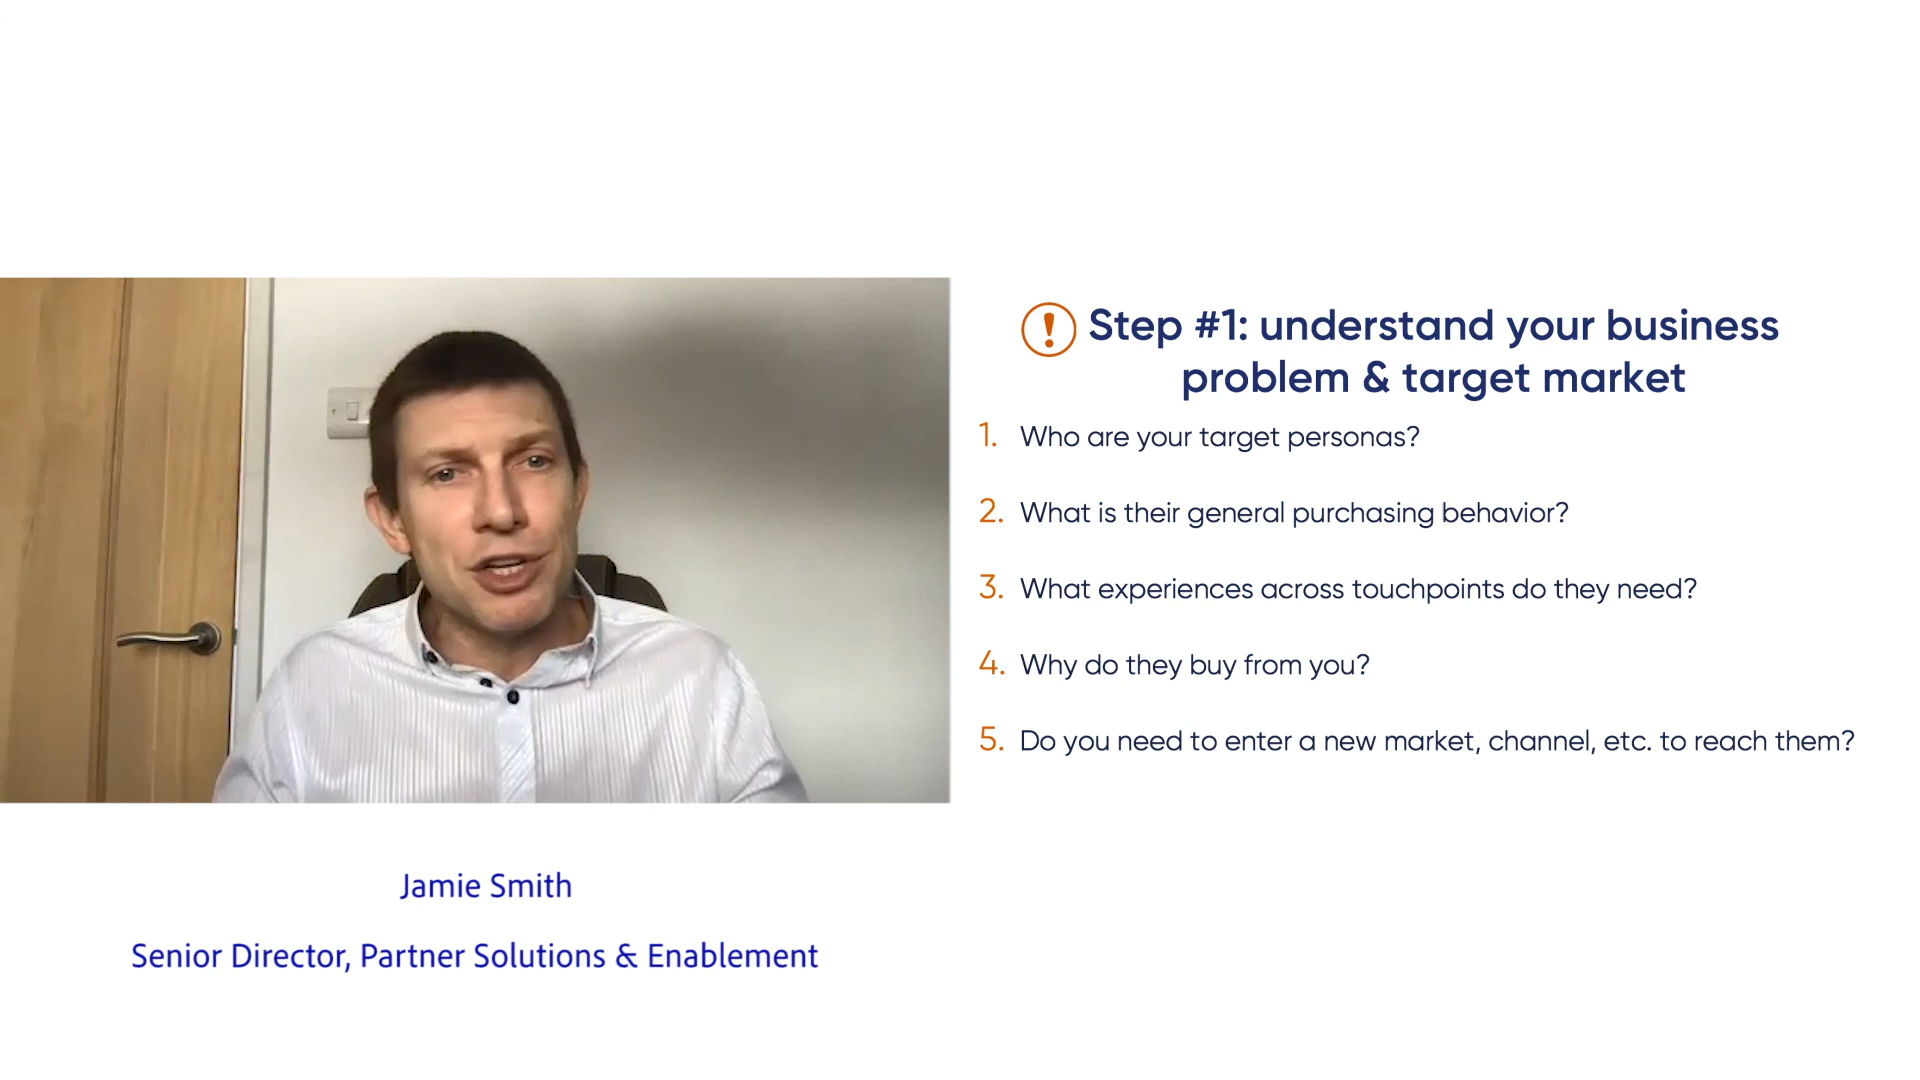 Step #1: understand your business
problem & target market
1. Who are your target personas?
2. What is their general purchasing behavior?
3. What experiences across touchpoints do they need?
4. Why do they buy from you?
5. Do you need to enter a new market, channel, etc. to reach them?
Jamie Smith
Senior Director, Partner Solutions & Enablement